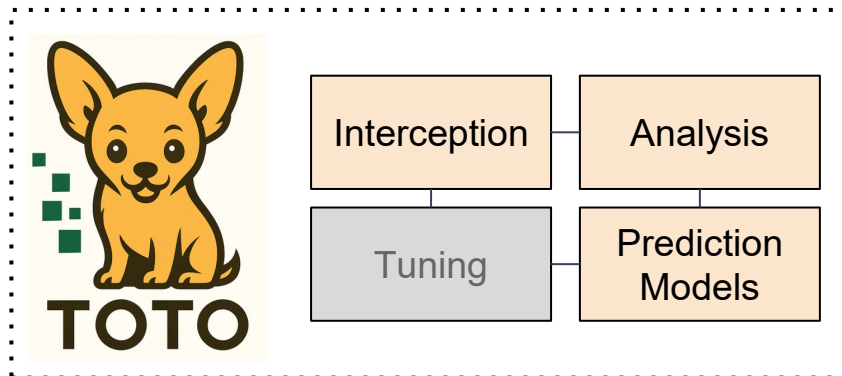 TOTO
Interception
Analysis
Tuning
Prediction
Models